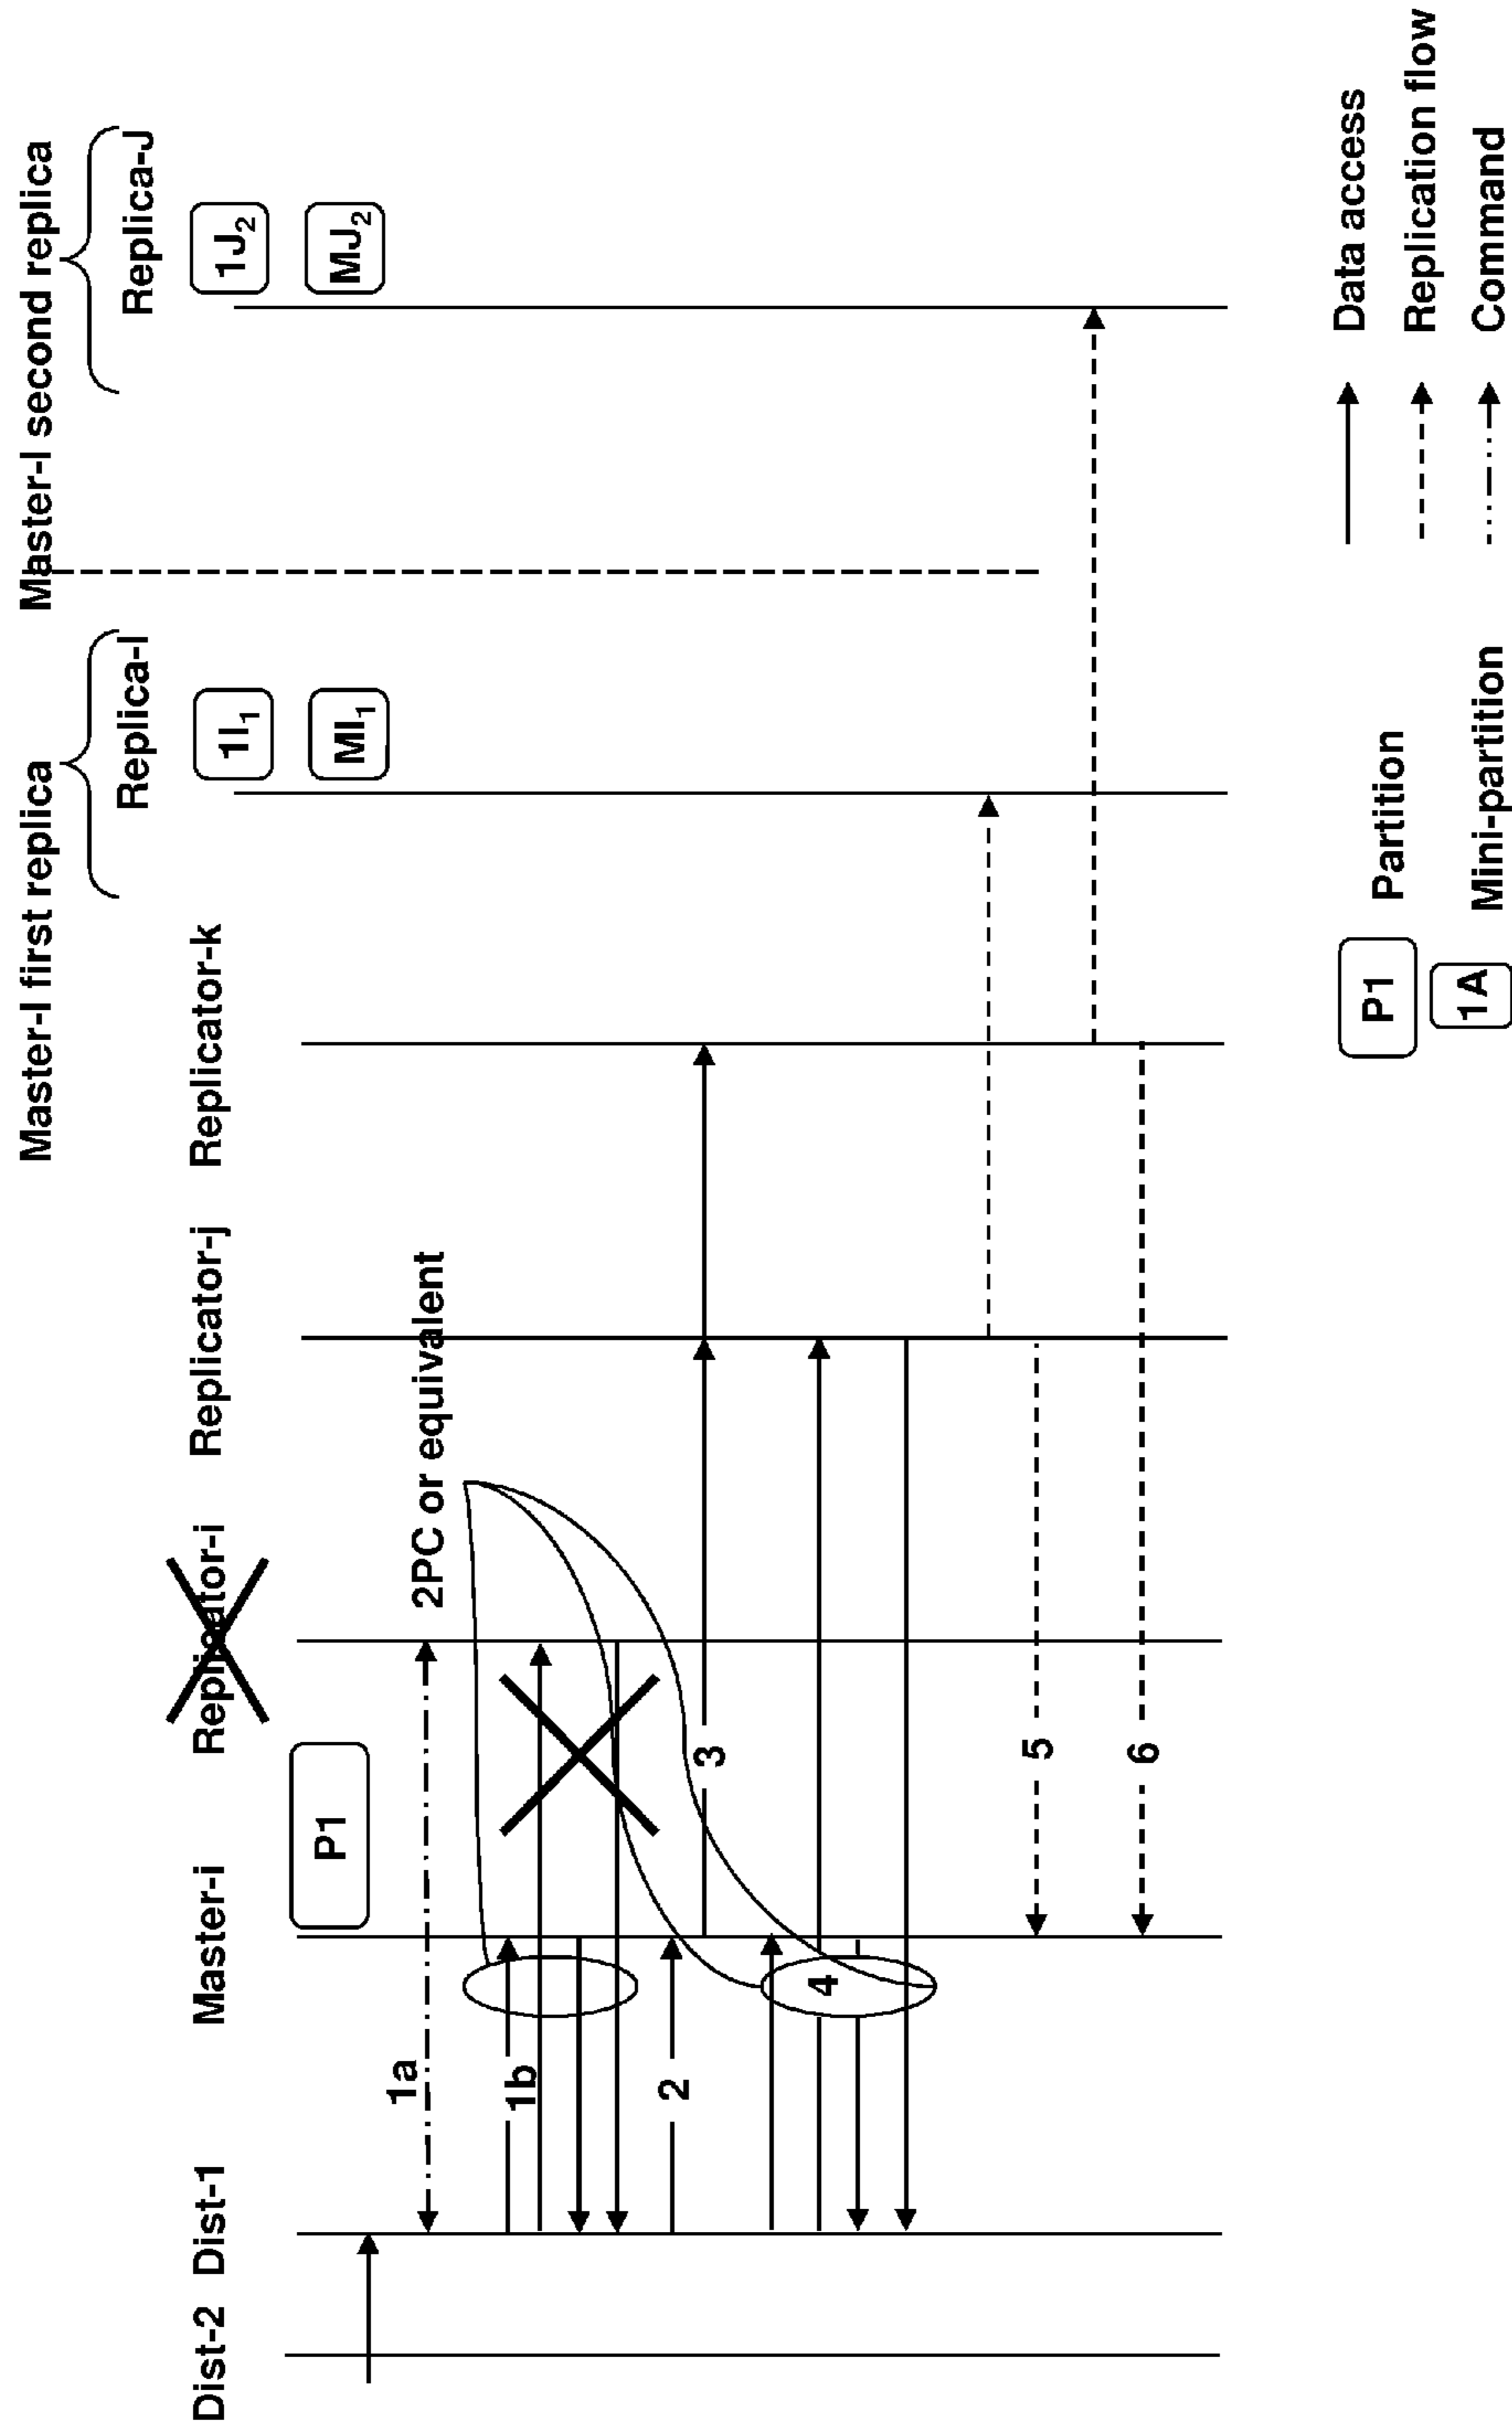 Master-I first replica
Master-I second replica
Replica-I
Replica-J
Dist-2
Dist-1
Master-i
Replicator-i
Replicator-j
Replicator-k
1I1
1J2
MI1
MJ2
P1
1a
2PC or equivalent
1b
2
3
4
5
6
P1
Partition
Data access
Replication flow
1A
Mini-partition
Command